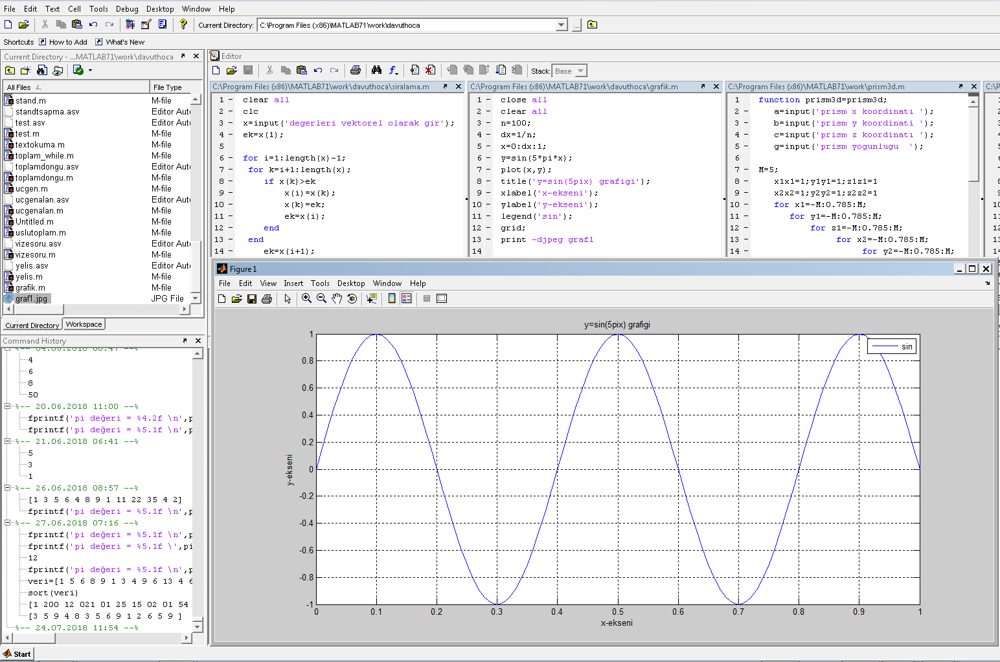 File Edit Text Cell Tools Debug Desktop Window Help
Current Directory: C:\Program Files (x86)\MATLAB71\work\davuthoca ...
Shortcuts How to Add What's New
Current Directory - ...MATLAB71\work\davuthoca
All Files File Type
stand.m M-file
standtsapma.asv Editor Auto
test.asv Editor Auto
test.m M-file
textokuma.m M-file
toplam_while.m M-file
toplamdongu.asv Editor Auto
toplamdongu.m M-file
ucgen.m M-file
ucgenalan.asv Editor Auto
ucgenalan.m M-file
Untitled.m M-file
uslutoplam.m M-file
vizesoru.asv Editor Auto
vizesoru.m M-file
yelis.asv Editor Auto
yelis.m M-file
grafik.m M-file
graf1.jpg JPG File
Current Directory Workspace
Command History
%-- 04.06.2018 08:47 --%
4
6
8
50
%-- 20.06.2018 11:00 --%
fprintf('pi değeri = %4.2f \n',p
fprintf('pi değeri = %5.1f \n',p
%-- 21.06.2018 06:41 --%
5
3
1
%-- 26.06.2018 08:57 --%
[1 3 5 6 4 8 9 1 11 22 35 4 2]
fprintf('pi değeri = %5.1f \n',p
%-- 27.06.2018 07:16 --%
fprintf('pi değeri = %5.1f \n',p
fprintf('pi değeri = %5.1f \',pi
12
fprintf('pi değeri = %5.1f \n',p
veri=[1 5 6 8 9 1 3 4 9 6 13 4 6
sort(veri)
[1 200 12 021 01 25 15 02 01 54
[3 5 9 4 8 3 5 6 9 1 2 6 5 9 ]
%-- 24.07.2018 11:54 --%
Start
Editor
Stack: Base
C:\Program Files (x86)\MATLAB71\work\davuthoca\siralama.m
1 – clear all
2 – clc
3 – x=input('degerleri vektorel olarak gir');
4 – ek=x(1);
5
6 – for i=1:length(x)-1;
7 – for k=i+1:length(x);
8 – if x(k)>ek
9 – x(i)=x(k);
10 – x(k)=ek;
11 – ek=x(i);
12 – end
13 – end
14 – ek=x(i+1);
C:\Program Files (x86)\MATLAB71\work\davuthoca\grafik.m
1 – close all
2 – clear all
3 – n=100;
4 – dx=1/n;
5 – x=0:dx:1;
6 – y=sin(5*pi*x);
7 – plot(x,y);
8 – title('y=sin(5pix) grafigi');
9 – xlabel('x-ekseni');
10 – ylabel('y-ekseni');
11 – legend('sin');
12 – grid;
13 – print -djpeg graf1
C:\Program Files (x86)\MATLAB71\work\prism3d.m
1 function prism3d=prism3d;
2 – a=input('prism x koordinatı ');
3 – b=input('prism y koordinatı ');
4 – c=input('prism z koordinatı ');
5 – g=input('prism yogunlugu ');
6
7 – M=5;
8 – x1x1=1;y1y1=1;z1z1=1
9 – x2x2=1;y2y2=1;z2z2=1
10 – for x1=-M:0.785:M;
11 – for y1=-M:0.785:M;
12 – for z1=-M:0.785:M;
13 – for x2=-M:0.785:M;
14 – for y2=-M:0.785:M;
C:\P
1
2
3
4
5
6
7
8
9
10
11
12
13
14
Figure 1
File Edit View Insert Tools Desktop Window Help
y=sin(5pix) grafigi
sin
1
0.8
0.6
0.4
0.2
0
-0.2
-0.4
-0.6
-0.8
-1
y-ekseni
0 0.1 0.2 0.3 0.4 0.5 0.6 0.7 0.8 0.9 1
x-ekseni